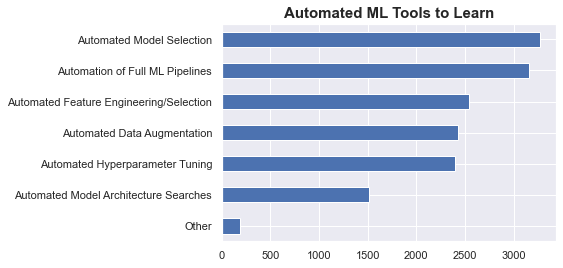 Automated ML Tools to Learn
Automated Model Selection
Automation of Full ML Pipelines
Automated Feature Engineering/Selection
Automated Data Augmentation
Automated Hyperparameter Tuning
Automated Model Architecture Searches
Other
0 500 1000 1500 2000 2500 3000